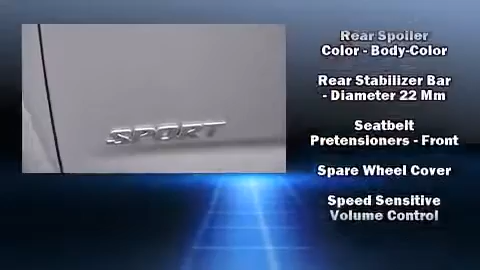 SPORT
Rear Spoiler
Color - Body-Color
Rear Stabilizer Bar
- Diameter 22 Mm
Seatbelt
Pretensioners - Front
Spare Wheel Cover
Speed Sensitive
Volume Control